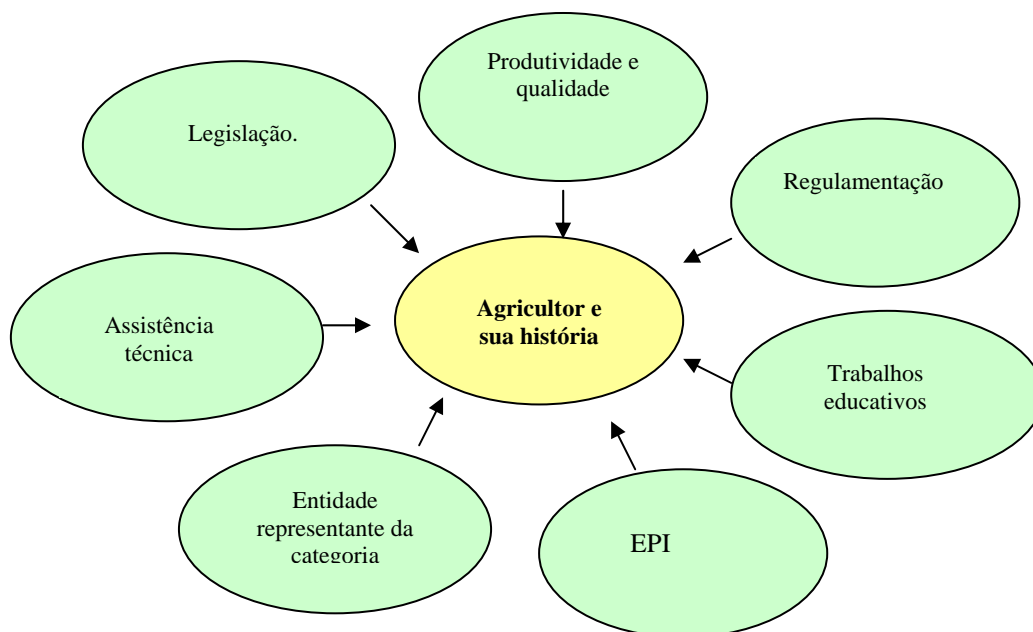 Produtividade e
qualidade
Legislação.
Regulamentação
Agricultor e
sua história
Assistência
técnica
Trabalhos
educativos
Entidade
representante da
categoria
EPI